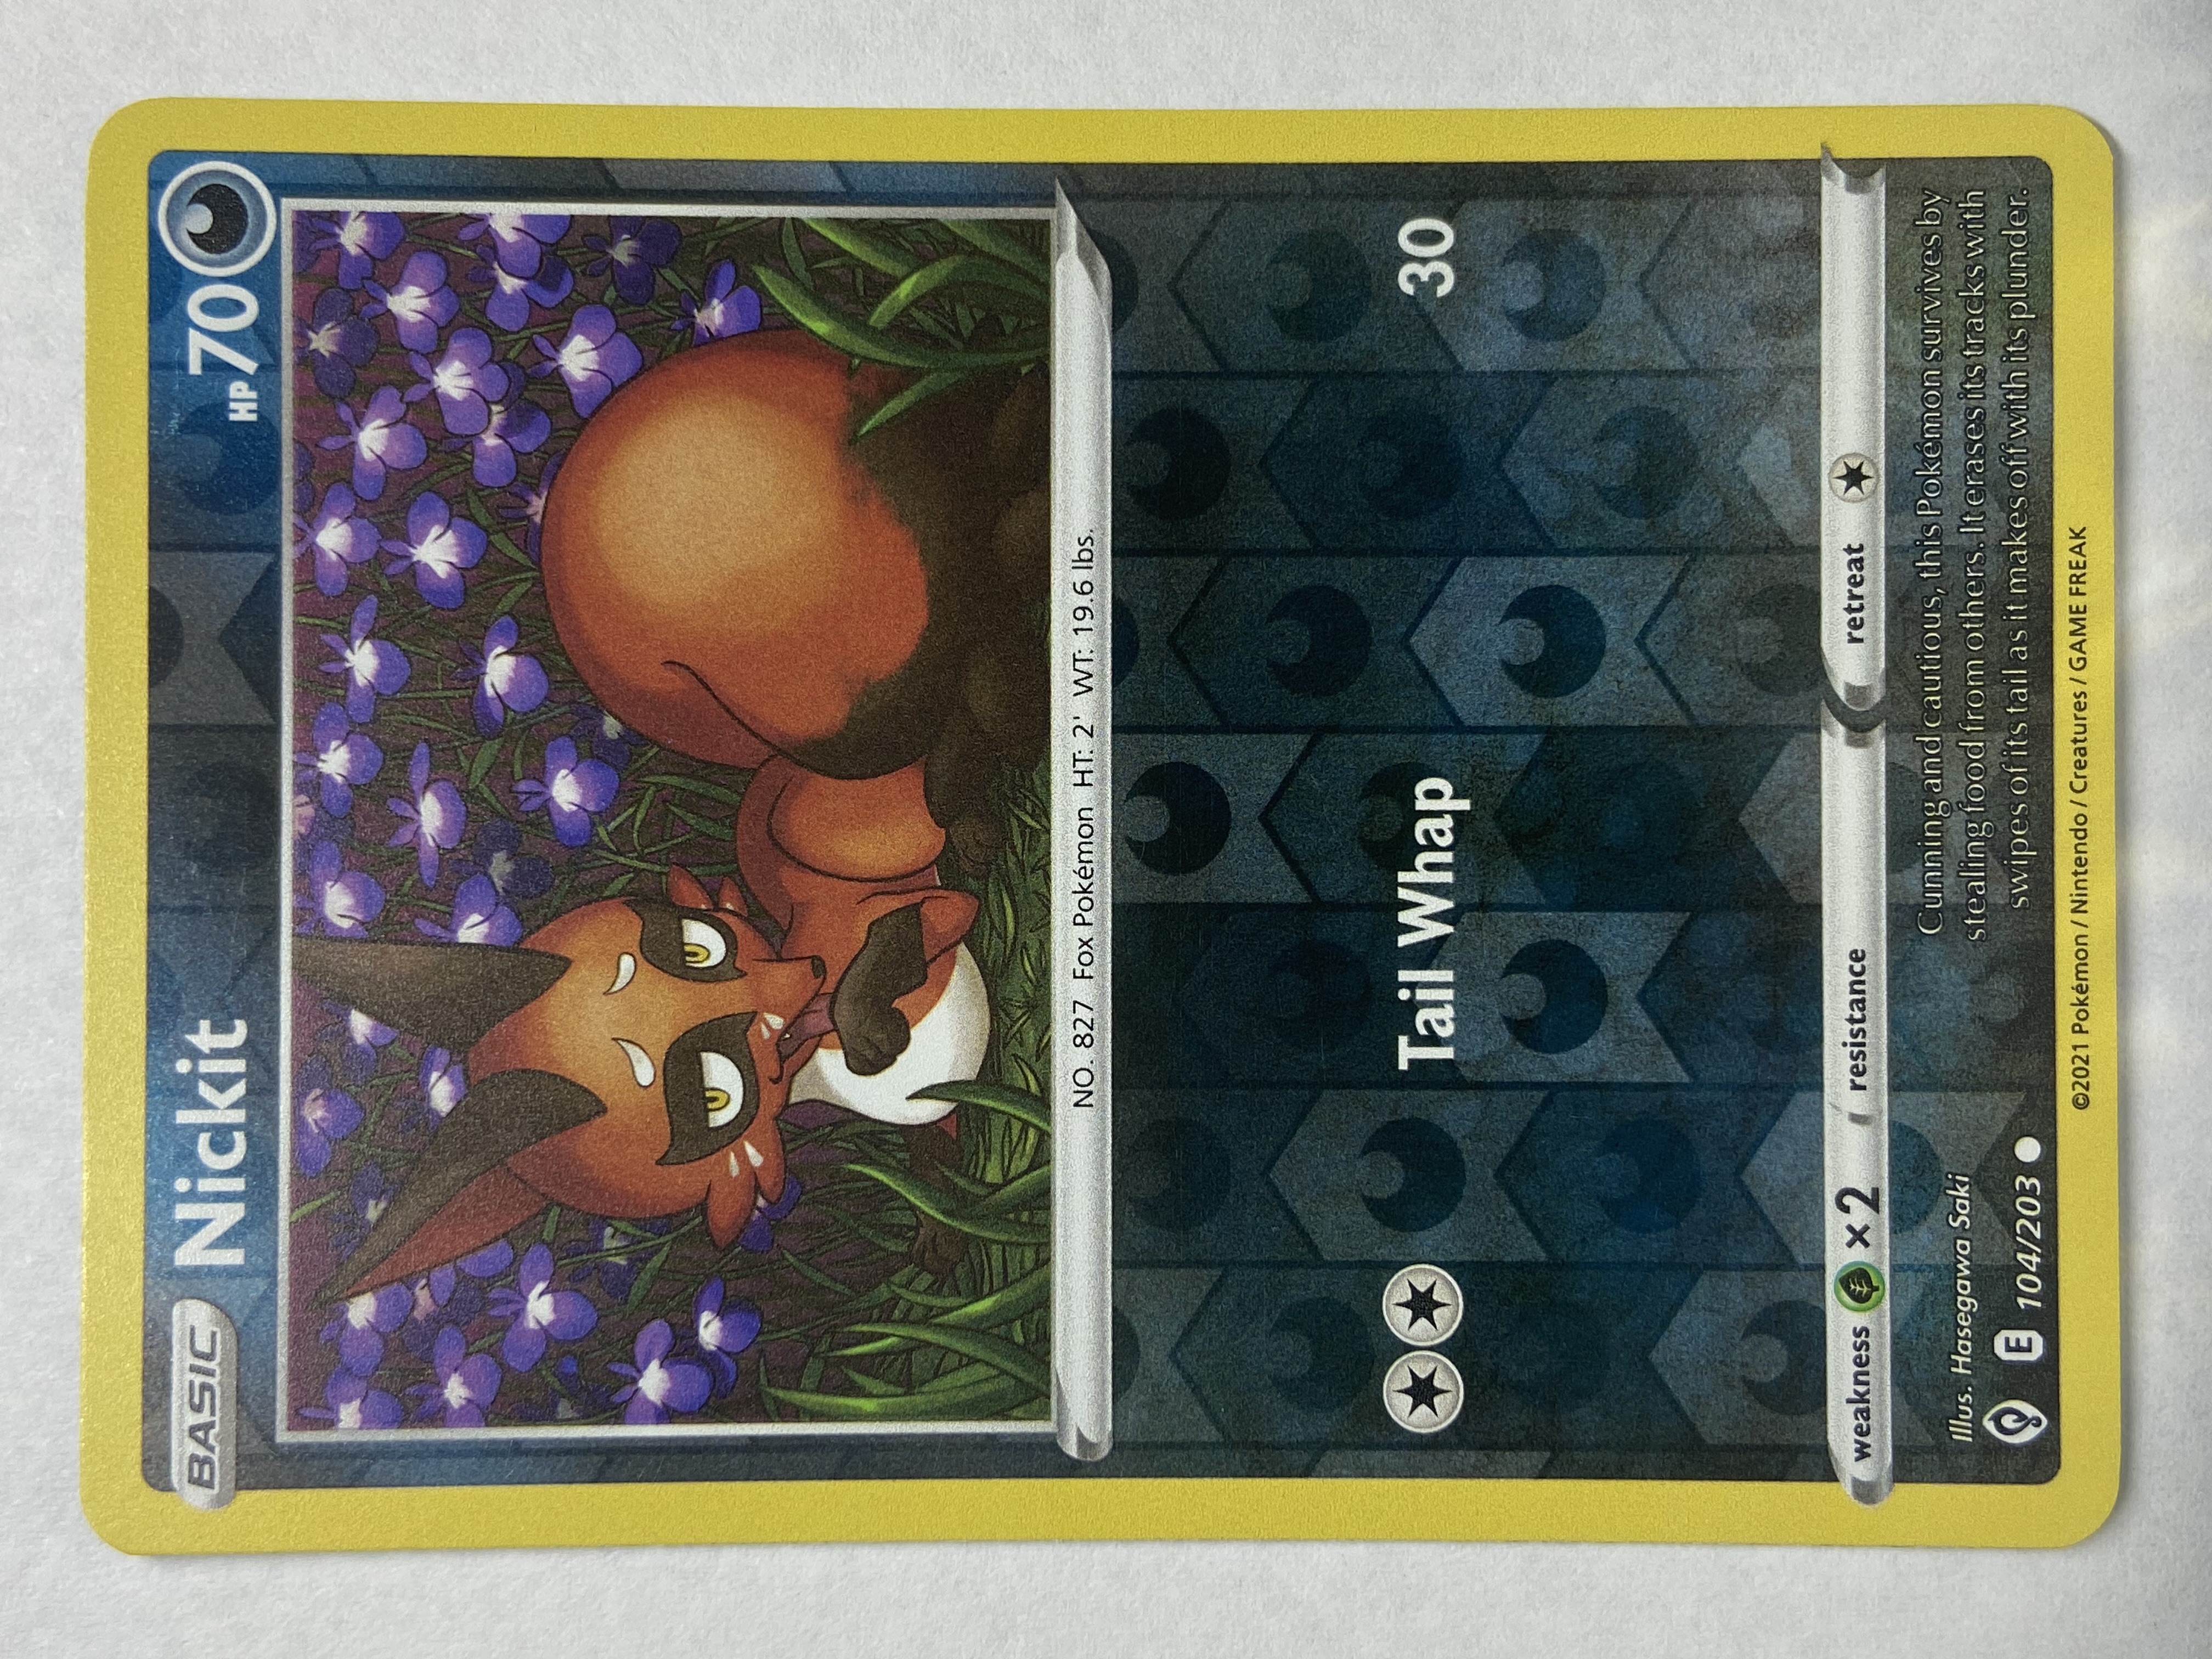 BASIC Nickit HP 70
NO. 827 Fox Pokémon HT: 2' WT: 19.6 lbs.
Tail Whap 30
weakness ×2 resistance retreat
Illus. Hasegawa Saki
E 104/203
Cunning and cautious, this Pokémon survives by
stealing food from others. It erases its tracks with
swipes of its tail as it makes off with its plunder.
©2021 Pokémon / Nintendo / Creatures / GAME FREAK